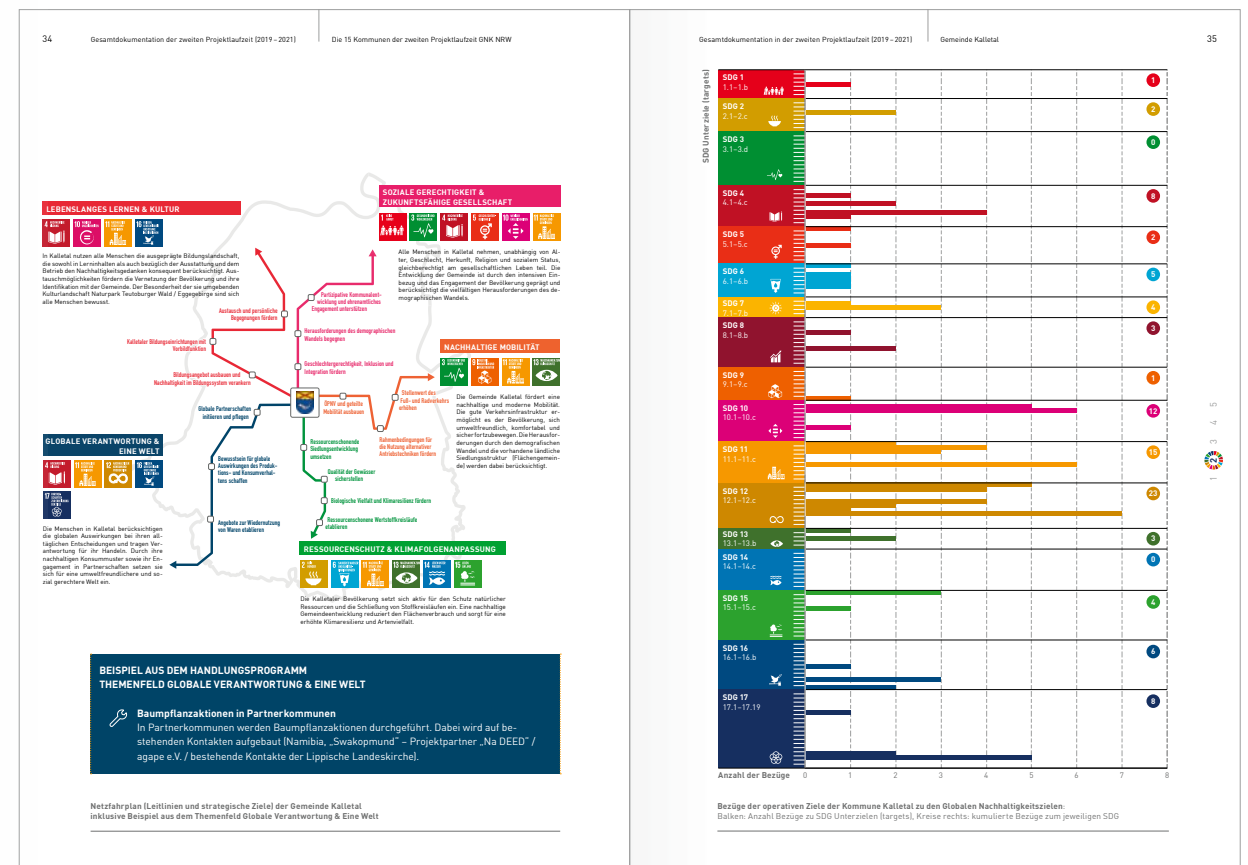 34
Gesamtdokumentation der zweiten Projektlaufzeit (2019 – 2021)
Die 15 Kommunen der zweiten Projektlaufzeit GNK NRW
LEBENSLANGES LERNEN & KULTUR
In Kalletal nutzen alle Menschen die ausgeprägte Bildungslandschaft,
die sowohl in Lerninhalten als auch bezüglich der Ausstattung und dem
Betrieb den Nachhaltigkeitsgedanken konsequent berücksichtigt. Aus-
tauschmöglichkeiten fördern die Vernetzung der Bevölkerung und ihre
Identifikation mit der Gemeinde. Der Besonderheit der sie umgebenden
Kulturlandschaft Naturpark Teutoburger Wald / Eggegebirge sind sich
alle Menschen bewusst.
SOZIALE GERECHTIGKEIT &
ZUKUNFTSFÄHIGE GESELLSCHAFT
Alle Menschen in Kalletal nehmen, unabhängig von Al-
ter, Geschlecht, Herkunft, Religion und sozialem Status,
gleichberechtigt am gesellschaftlichen Leben teil. Die
Entwicklung der Gemeinde ist durch den intensiven Ein-
bezug und das Engagement der Bevölkerung geprägt und
berücksichtigt die vielfältigen Herausforderungen des de-
mographischen Wandels.
Austausch und persönliche
Begegnungen fördern
Kalletaler Bildungseinrichtungen mit
Vorbildfunktion
Bildungsangebot ausbauen und
Nachhaltigkeit im Bildungssystem verankern
Partizipative Kommunalent-
wicklung und ehrenamtliches
Engagement unterstützen
Herausforderungen des demographischen
Wandels begegnen
Geschlechtergerechtigkeit, Inklusion und
Integration fördern
NACHHALTIGE MOBILITÄT
Die Gemeinde Kalletal fördert eine
nachhaltige und moderne Mobilität.
Die gute Verkehrsinfrastruktur er-
möglicht es der Bevölkerung, sich
umweltfreundlich, komfortabel und
sicher fortzubewegen. Die Herausfor-
derungen durch den demografischen
Wandel und die vorhandene ländliche
Siedlungsstruktur (Flächengemein-
de) werden dabei berücksichtigt.
ÖPNV und geteilte
Mobilität ausbauen
Stellenwert des
Fuß- und Radverkehrs
erhöhen
Rahmenbedingungen für
die Nutzung alternativer
Antriebstechniken fördern
Globale Partnerschaften
initiieren und pflegen
GLOBALE VERANTWORTUNG &
EINE WELT
Bewusstsein für globale
Auswirkungen des Produk-
tions- und Konsumverhal-
tens schaffen
Angebote zur Wiedernutzung
von Waren etablieren
Die Menschen in Kalletal berücksichtigen
die globalen Auswirkungen bei ihren all-
täglichen Entscheidungen und tragen Ver-
antwortung für ihr Handeln. Durch ihre
nachhaltigen Konsummuster sowie ihr En-
gagement in Partnerschaften setzen sie
sich für eine umweltfreundlichere und so-
zial gerechtere Welt ein.
Ressourcenschonende
Siedlungsentwicklung
umsetzen
Qualität der Gewässer
sicherstellen
Biologische Vielfalt und Klimaresilienz fördern
Ressourcenschonene Wertstoffkreisläufe
etablieren
RESSOURCENSCHUTZ & KLIMAFOLGENANPASSUNG
Die Kalletaler Bevölkerung setzt sich aktiv für den Schutz natürlicher
Ressourcen und die Schließung von Stoffkreisläufen ein. Eine nachhaltige
Gemeindeentwicklung reduziert den Flächenverbrauch und sorgt für eine
erhöhte Klimaresilienz und Artenvielfalt.
BEISPIEL AUS DEM HANDLUNGSPROGRAMM
THEMENFELD GLOBALE VERANTWORTUNG & EINE WELT
Baumpflanzaktionen in Partnerkommunen
In Partnerkommunen werden Baumpflanzaktionen durchgeführt. Dabei wird auf be-
stehenden Kontakten aufgebaut (Namibia, „Swakopmund“ – Projektpartner „Na DEED“ /
agape e.V. / bestehende Kontakte der Lippische Landeskirche).
Netzfahrplan (Leitlinien und strategische Ziele) der Gemeinde Kalletal
inklusive Beispiel aus dem Themenfeld Globale Verantwortung & Eine Welt
Gesamtdokumentation in der zweiten Projektlaufzeit (2019 – 2021)
Gemeinde Kalletal
35
SDG Unterziele (targets)
SDG 1
1.1–1.b
1
SDG 2
2.1–2.c
2
SDG 3
3.1–3.d
0
SDG 4
4.1–4.c
8
SDG 5
5.1–5.c
2
SDG 6
6.1–6.b
5
SDG 7
7.1–7.b
4
SDG 8
8.1–8.b
3
SDG 9
9.1–9.c
1
SDG 10
10.1–10.c
12
SDG 11
11.1–11.c
15
SDG 12
12.1–12.c
23
SDG 13
13.1–13.b
3
SDG 14
14.1–14.c
0
SDG 15
15.1–15.c
4
SDG 16
16.1–16.b
6
SDG 17
17.1–17.19
8
Anzahl der Bezüge 0 1 2 3 4 5 6 7 8
Bezüge der operativen Ziele der Kommune Kalletal zu den Globalen Nachhaltigkeitszielen:
Balken: Anzahl Bezüge zu SDG Unterzielen (targets), Kreise rechts: kumulierte Bezüge zum jeweiligen SDG
1 2 3 4 5